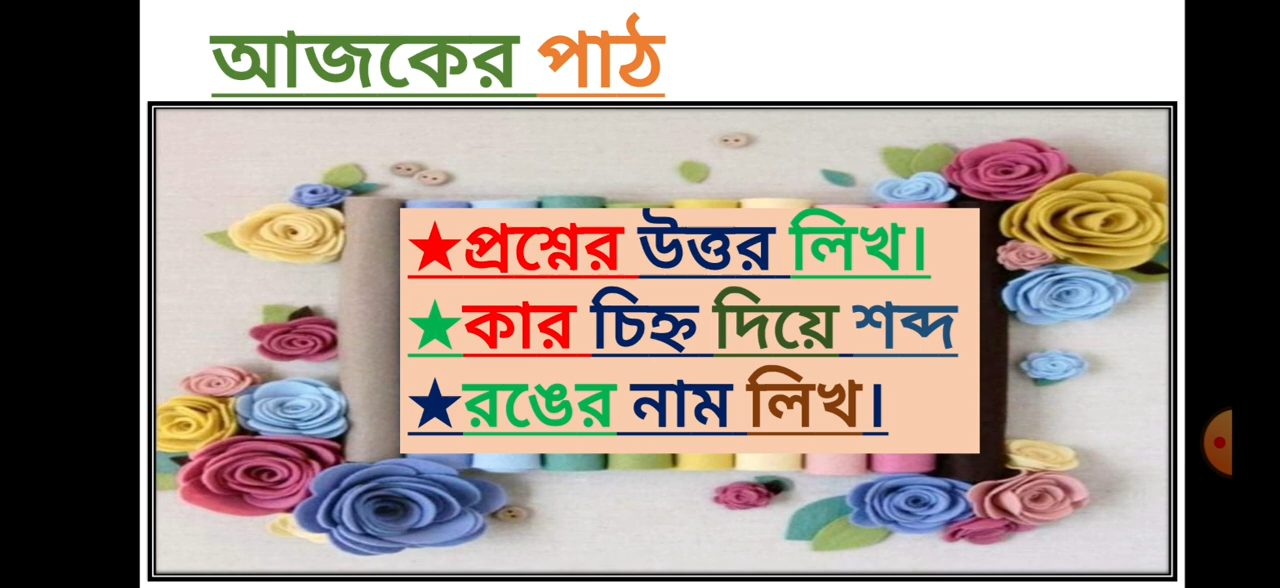 আজকের পাঠ
★প্রশ্নের উত্তর লিখ।
★কার চিহ্ন দিয়ে শব্দ
★রঙের নাম লিখ।